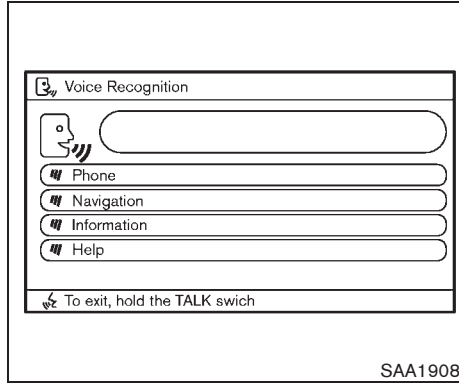 Voice Recognition
Phone
Navigation
Information
Help
To exit, hold the TALK swich
SAA1908